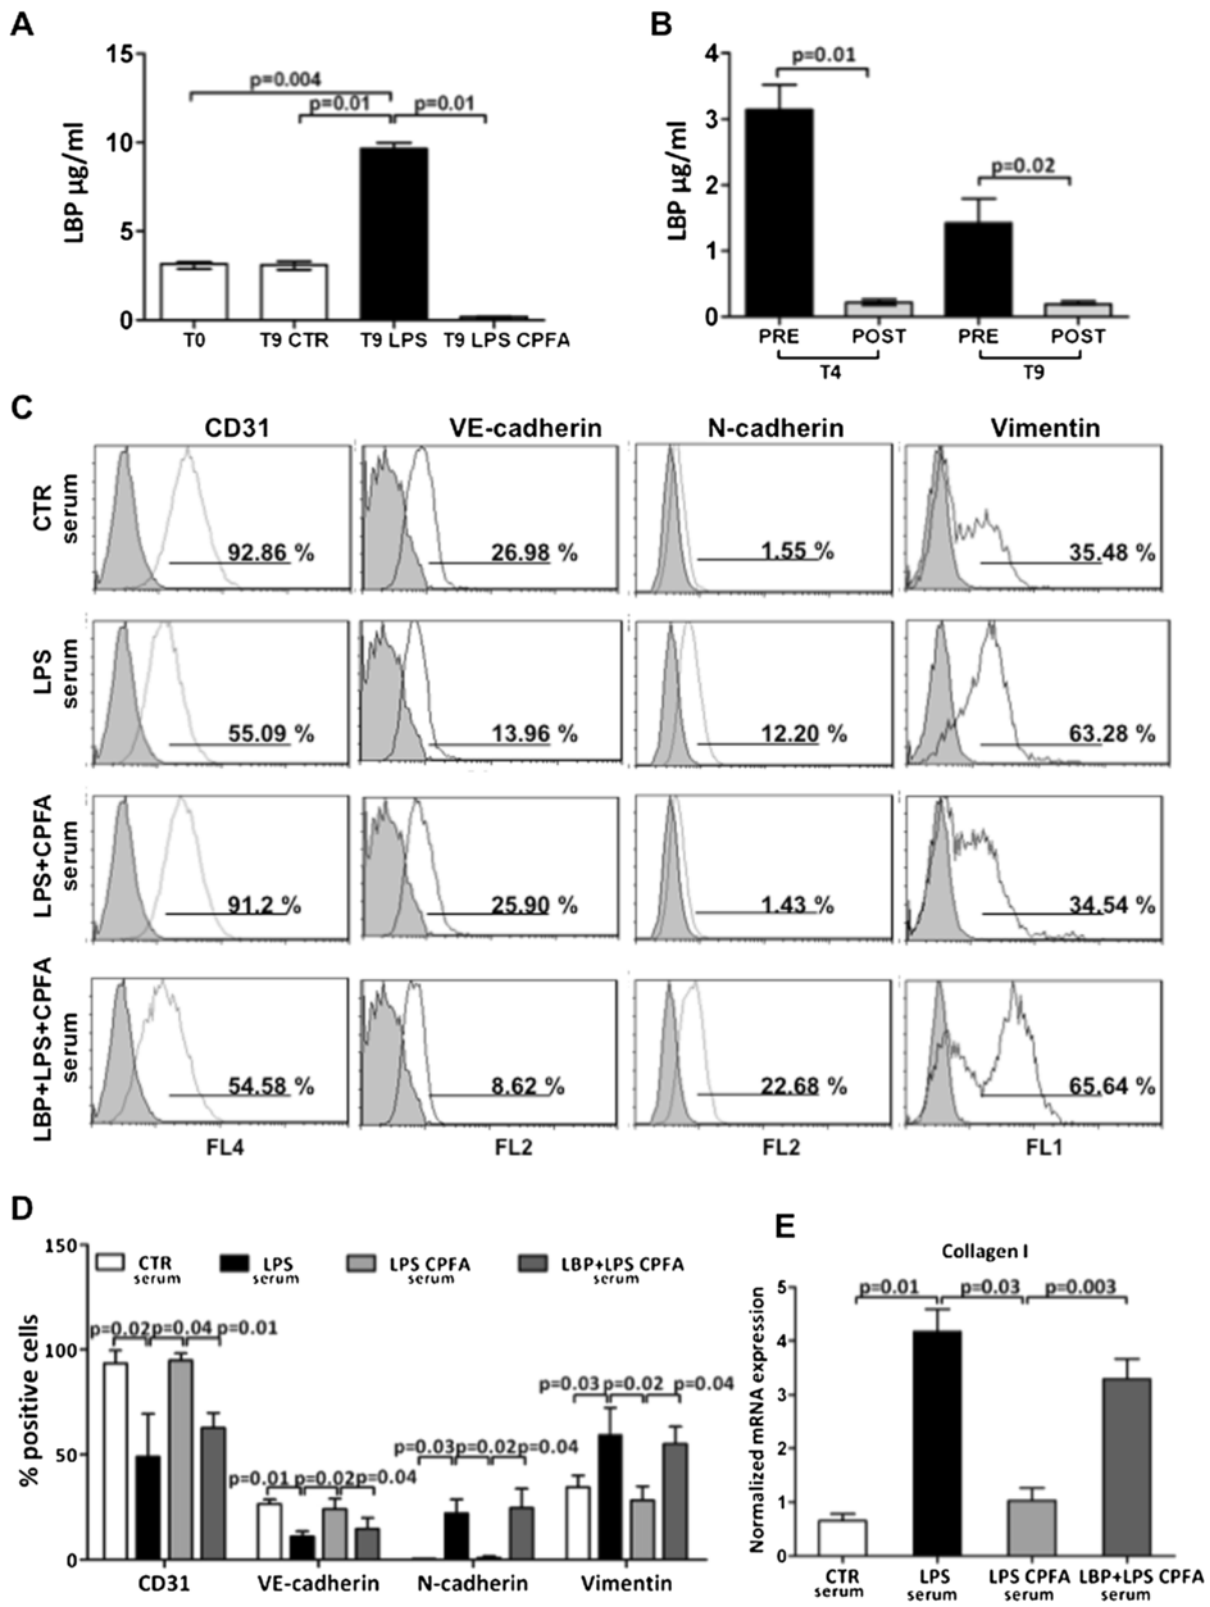 A
15
10
5
0
LBP µg/ml
p=0.004
p=0.01
p=0.01
T0
T9 CTR
T9 LPS
T9 LPS CPFA
B
4
3
2
1
0
LBP µg/ml
p=0.01
p=0.02
PRE
POST
PRE
POST
T4
T9
C
CD31
VE-cadherin
N-cadherin
Vimentin
CTR
serum
92.86 %
26.98 %
1.55 %
35.48 %
LPS
serum
55.09 %
13.96 %
12.20 %
63.28 %
LPS+CPFA
serum
91.2 %
25.90 %
1.43 %
34.54 %
LBP+LPS+CPFA
serum
54.58 %
8.62 %
22.68 %
65.64 %
FL4
FL2
FL2
FL1
D
150
100
50
0
% positive cells
CTR
serum
LPS
serum
LPS CPFA
serum
LBP+LPS CPFA
serum
p=0.02
p=0.04
p=0.01
p=0.01
p=0.02
p=0.04
p=0.03
p=0.02
p=0.04
p=0.03
p=0.02
p=0.04
CD31
VE-cadherin
N-cadherin
Vimentin
E
Collagen I
5
4
3
2
1
0
Normalized mRNA expression
p=0.01
p=0.03
p=0.003
CTR
serum
LPS
serum
LPS CPFA
serum
LBP+LPS CPFA
serum